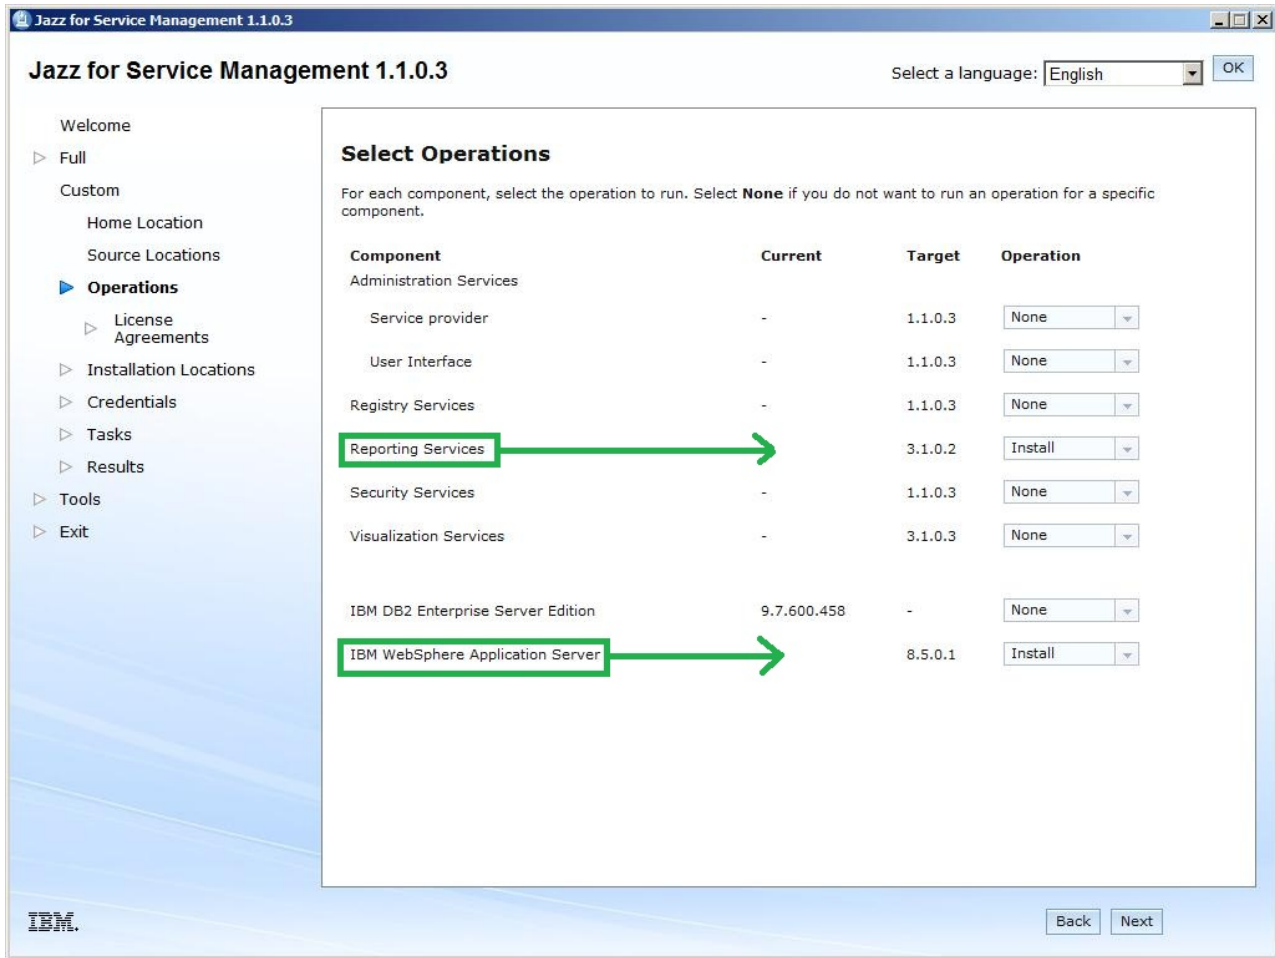 Jazz for Service Management 1.1.0.3
Jazz for Service Management 1.1.0.3
Select a language: English OK
Welcome
Full
Custom
Home Location
Source Locations
Operations
License
Agreements
Installation Locations
Credentials
Tasks
Results
Tools
Exit
Select Operations
For each component, select the operation to run. Select None if you do not want to run an operation for a specific
component.
Component Current Target Operation
Administration Services
Service provider - 1.1.0.3 None
User Interface - 1.1.0.3 None
Registry Services - 1.1.0.3 None
Reporting Services 3.1.0.2 Install
Security Services - 1.1.0.3 None
Visualization Services - 3.1.0.3 None
IBM DB2 Enterprise Server Edition 9.7.600.458 - None
IBM WebSphere Application Server 8.5.0.1 Install
IBM.
Back Next